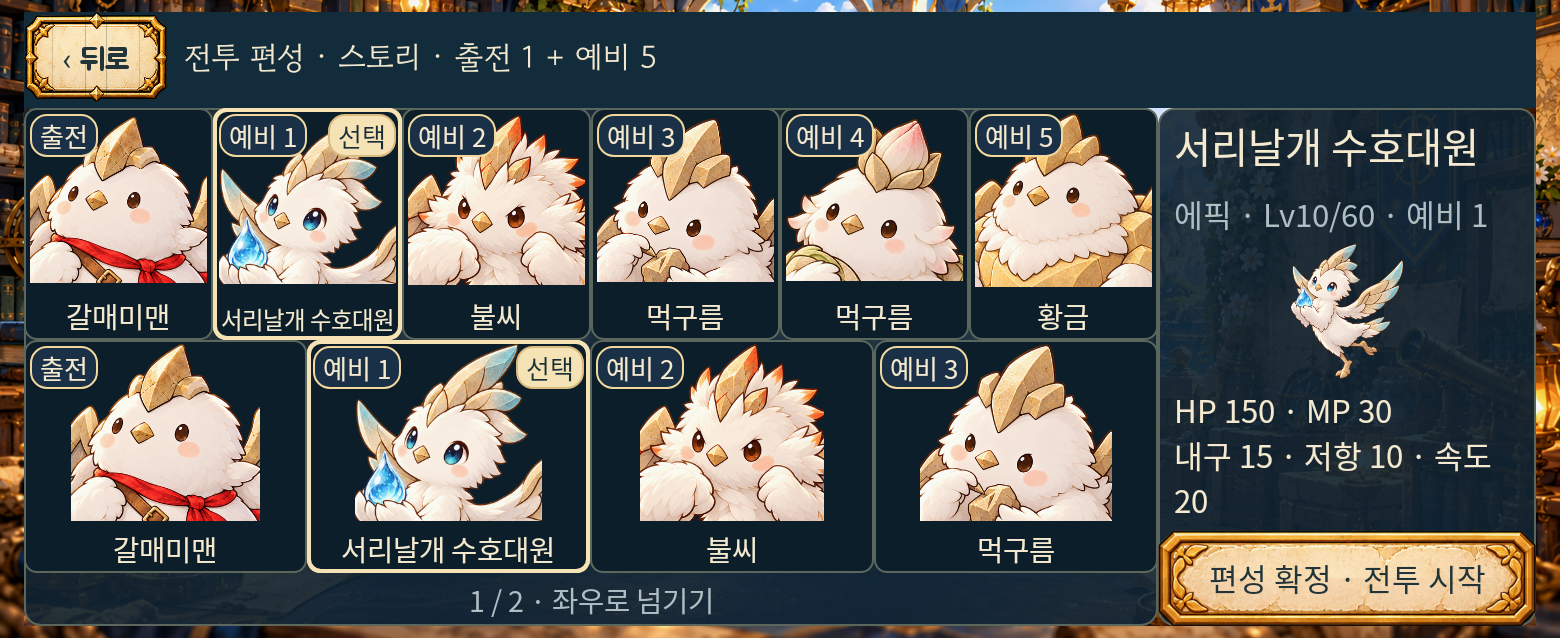 ‹ 뒤로
전투 편성 · 스토리 · 출전 1 + 예비 5
출전
예비 1
선택
예비 2
예비 3
예비 4
예비 5
갈매미맨
서리날개 수호대원
불씨
먹구름
먹구름
황금
출전
예비 1
선택
예비 2
예비 3
갈매미맨
서리날개 수호대원
불씨
먹구름
1 / 2 · 좌우로 넘기기
서리날개 수호대원
에픽 · Lv10/60 · 예비 1
HP 150 · MP 30
내구 15 · 저항 10 · 속도
20
편성 확정 · 전투 시작